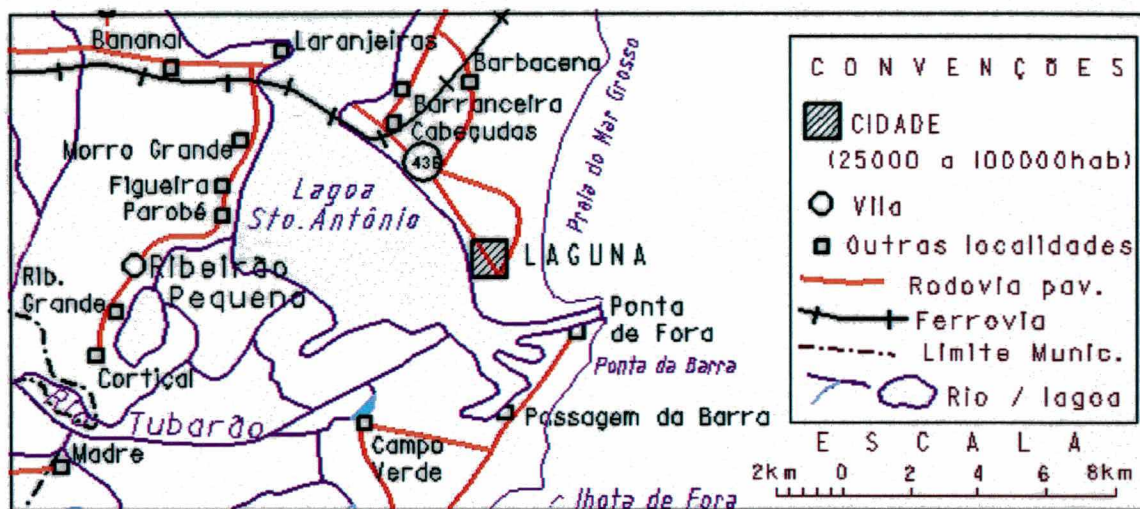 Bananal
Laranjeiras
Barbacena
Barranceira
Cabeçudas
Morro Grande
Figueira
Parobé
Lagoa
Sto. Antônio
Praia do Mar Grosso
LAGUNA
Ribeirão
Pequeno
Rib.
Grande
Cortiçal
Rio
Tubarão
Madre
Campo
Verde
Ponta
de Fora
Ponta da Barra
Passagem da Barra
Ilhota de Fora
CONVENÇÕES
CIDADE
(25000 a 100000hab)
Vila
Outras localidades
Rodovia pav.
Ferrovia
Limite Munic.
Rio / lagoa
ESCALA
2km 0 2 4 6 8km